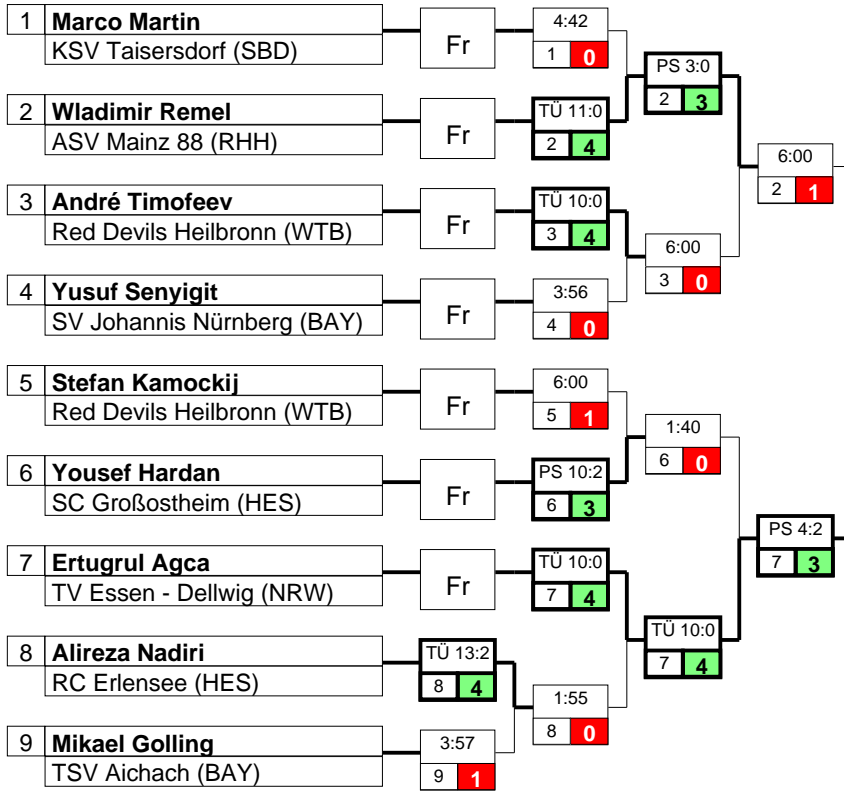 1 Marco Martin
KSV Taisersdorf (SBD)
Fr
4:42
1 0
PS 3:0
2 3
2 Wladimir Remel
ASV Mainz 88 (RHH)
Fr
TÜ 11:0
2 4
6:00
2 1
3 André Timofeev
Red Devils Heilbronn (WTB)
Fr
TÜ 10:0
3 4
6:00
3 0
4 Yusuf Senyigit
SV Johannis Nürnberg (BAY)
Fr
3:56
4 0
5 Stefan Kamockij
Red Devils Heilbronn (WTB)
Fr
6:00
5 1
1:40
6 0
6 Yousef Hardan
SC Großostheim (HES)
Fr
PS 10:2
6 3
PS 4:2
7 3
7 Ertugrul Agca
TV Essen - Dellwig (NRW)
Fr
TÜ 10:0
7 4
TÜ 10:0
7 4
8 Alireza Nadiri
RC Erlensee (HES)
TÜ 13:2
8 4
1:55
8 0
9 Mikael Golling
TSV Aichach (BAY)
3:57
9 1